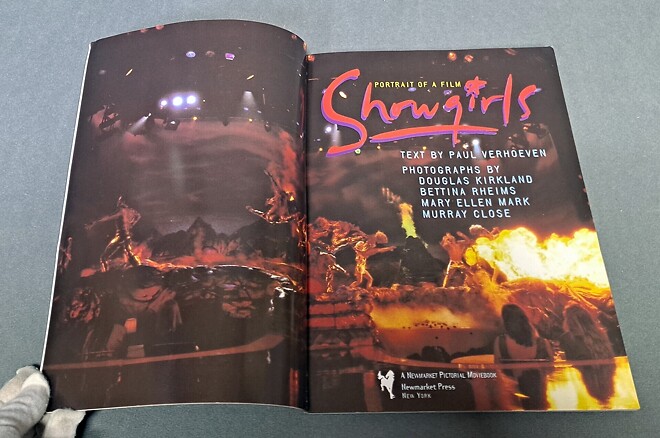 PORTRAIT OF A FILM
Showgirls
TEXT BY PAUL VERHOEVEN
PHOTOGRAPHS BY
DOUGLAS KIRKLAND
BETTINA RHEIMS
MARY ELLEN MARK
MURRAY CLOSE
A NEWMARKET PICTORIAL MOVIEBOOK
Newmarket Press
NEW YORK